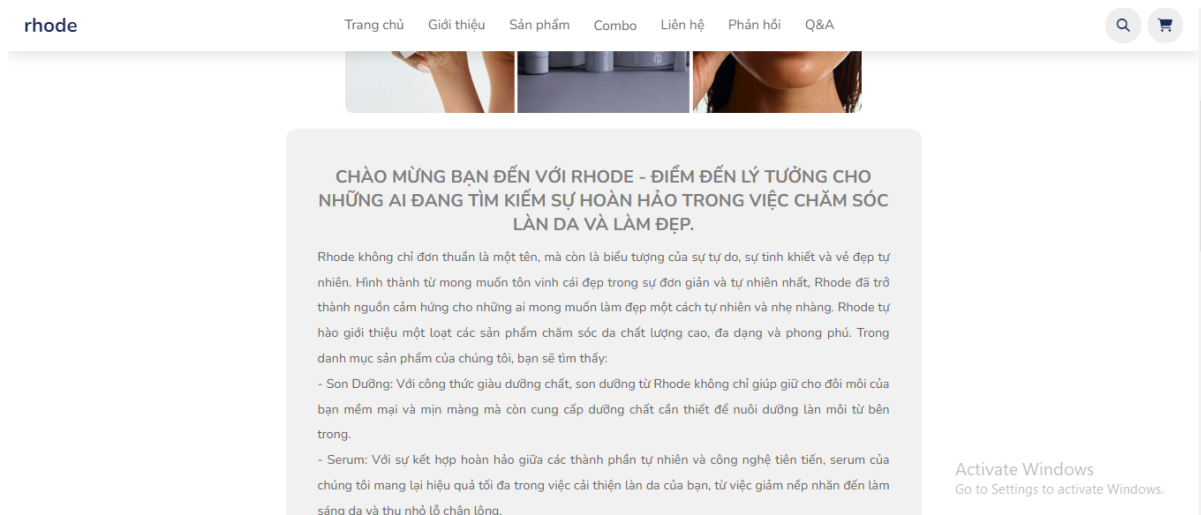 rhode
Trang chủ Giới thiệu Sản phẩm Combo Liên hệ Phản hồi Q&A
CHÀO MỪNG BẠN ĐẾN VỚI RHODE - ĐIỂM ĐẾN LÝ TƯỞNG CHO
NHỮNG AI ĐANG TÌM KIẾM SỰ HOÀN HẢO TRONG VIỆC CHĂM SÓC
LÀN DA VÀ LÀM ĐẸP.
Rhode không chỉ đơn thuần là một tên, mà còn là biểu tượng của sự tự do, sự tinh khiết và vẻ đẹp tự
nhiên. Hình thành từ mong muốn tôn vinh cái đẹp trong sự đơn giản và tự nhiên nhất, Rhode đã trở
thành nguồn cảm hứng cho những ai mong muốn làm đẹp một cách tự nhiên và nhẹ nhàng. Rhode tự
hào giới thiệu một loạt các sản phẩm chăm sóc da chất lượng cao, đa dạng và phong phú. Trong
danh mục sản phẩm của chúng tôi, bạn sẽ tìm thấy:
- Son Dưỡng: Với công thức giàu dưỡng chất, son dưỡng từ Rhode không chỉ giúp giữ cho đôi môi của
bạn mềm mại và mịn màng mà còn cung cấp dưỡng chất cần thiết để nuôi dưỡng làn môi từ bên
trong.
- Serum: Với sự kết hợp hoàn hảo giữa các thành phần tự nhiên và công nghệ tiên tiến, serum của
chúng tôi mang lại hiệu quả tối đa trong việc cải thiện làn da của bạn, từ việc giảm nếp nhăn đến làm
sáng da và thu nhỏ lỗ chân lông.
Activate Windows
Go to Settings to activate Windows.